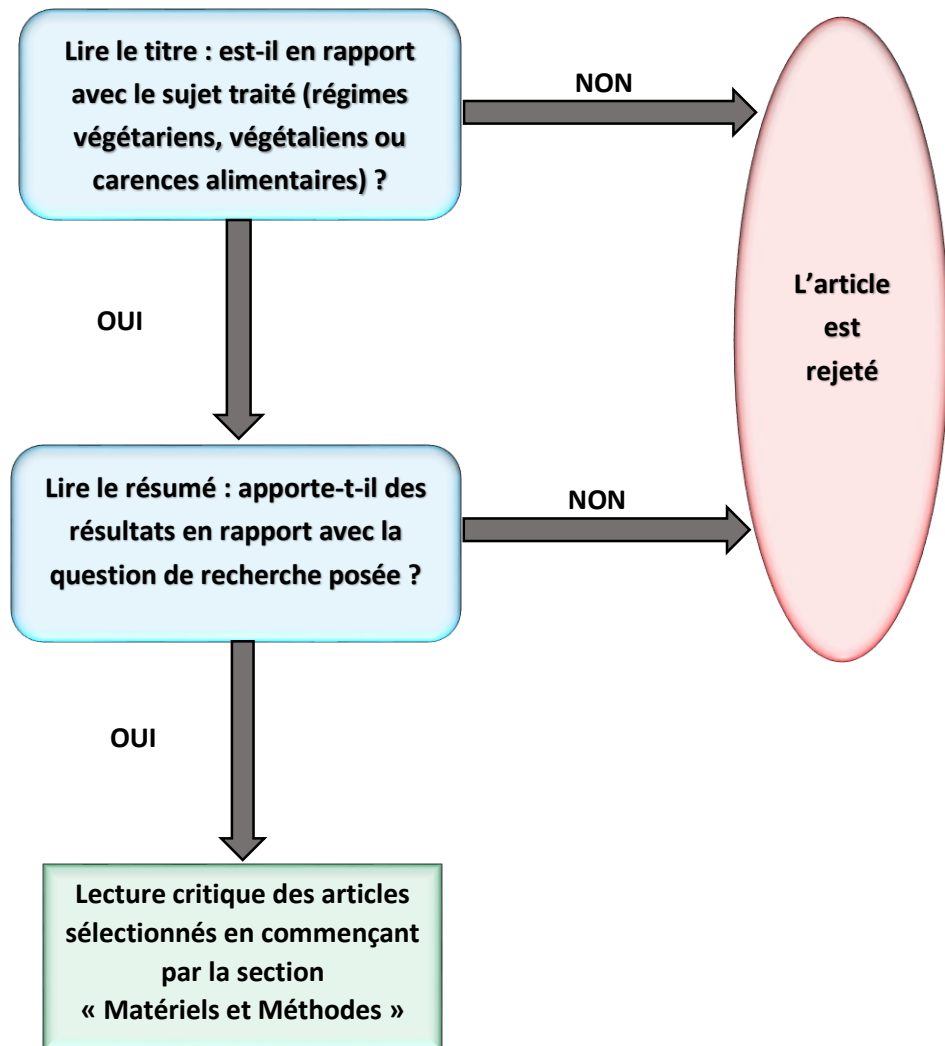 Lire le titre : est-il en rapport
avec le sujet traité (régimes
végétariens, végétaliens ou
carences alimentaires) ?
NON
L’article
est
rejeté
OUI
Lire le résumé : apporte-t-il des
résultats en rapport avec la
question de recherche posée ?
NON
OUI
Lecture critique des articles
sélectionnés en commençant
par la section
« Matériels et Méthodes »